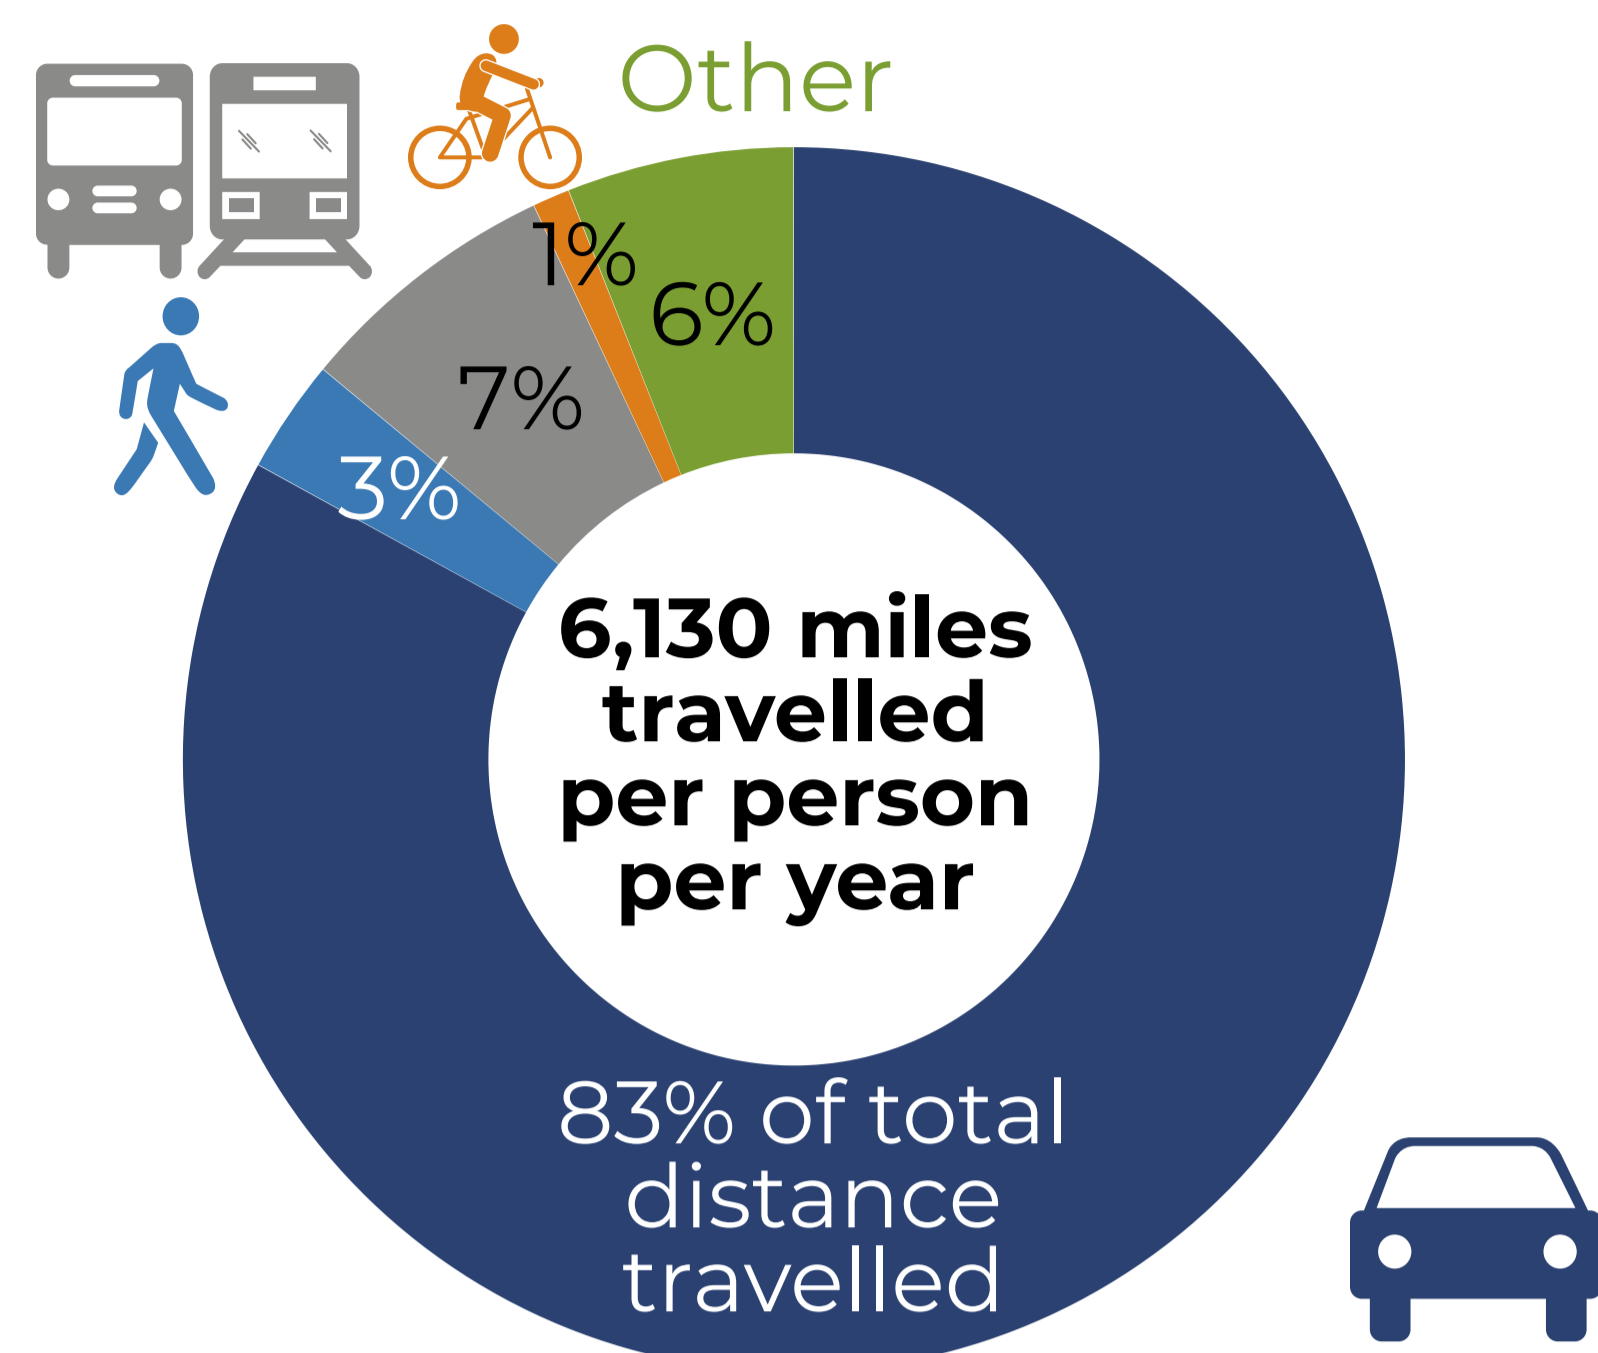 Other
1%
6%
7%
3%
6,130 miles
travelled
per person
per year
83% of total
distance
travelled